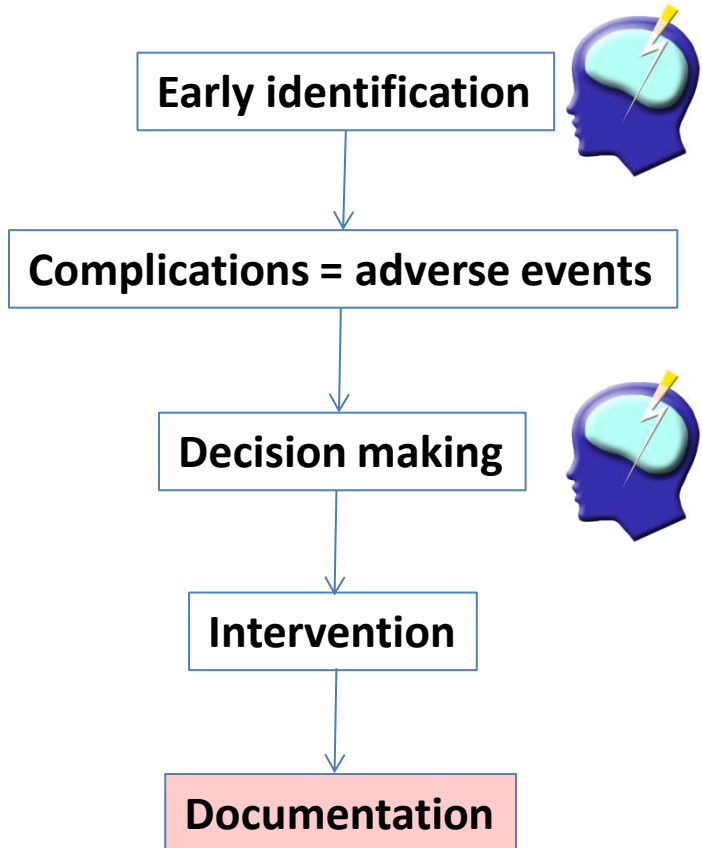 Early identification
Complications = adverse events
Decision making
Intervention
Documentation